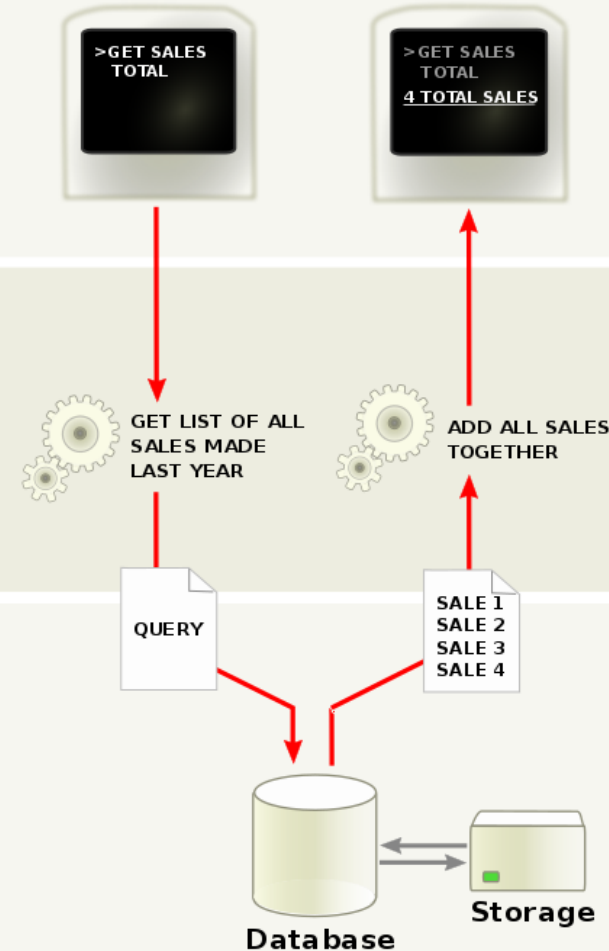 >GET SALES
TOTAL
>GET SALES
TOTAL
4 TOTAL SALES
GET LIST OF ALL
SALES MADE
LAST YEAR
ADD ALL SALES
TOGETHER
QUERY
SALE 1
SALE 2
SALE 3
SALE 4
Database
Storage